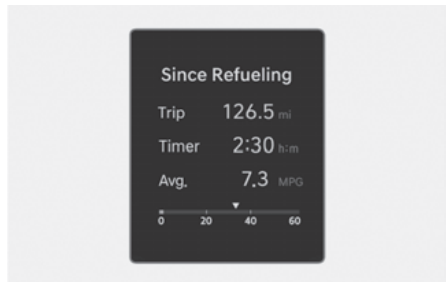 Since Refueling
Trip 126.5 mi
Timer 2:30 h:m
Avg. 7.3 MPG
0 20 40 60